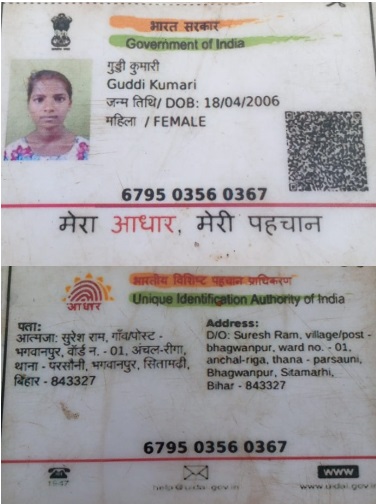 भारत सरकार
Government of India
गुड्डी कुमारी
Guddi Kumari
जन्म तिथि/ DOB: 18/04/2006
महिला / FEMALE
6795 0356 0367
मेरा आधार, मेरी पहचान
भारतीय विशिष्ट पहचान प्राधिकरण
Unique Identification Authority of India
आधार
पता:
आत्मजा: सुरेश राम, गाँव/पोस्ट -
भगवानपुर, वॉर्ड न. - 01, अंचल-रीगा,
थाना - परसौनी, भगवानपुर, सितामढ़ी,
बिहार - 843327
Address:
D/O: Suresh Ram, village/post -
bhagwanpur, ward no. - 01,
anchal-riga, thana - parsauni,
Bhagwanpur, Sitamarhi,
Bihar - 843327
6795 0356 0367
1947
help@uidai.gov.in
www
www.uidai.gov.in